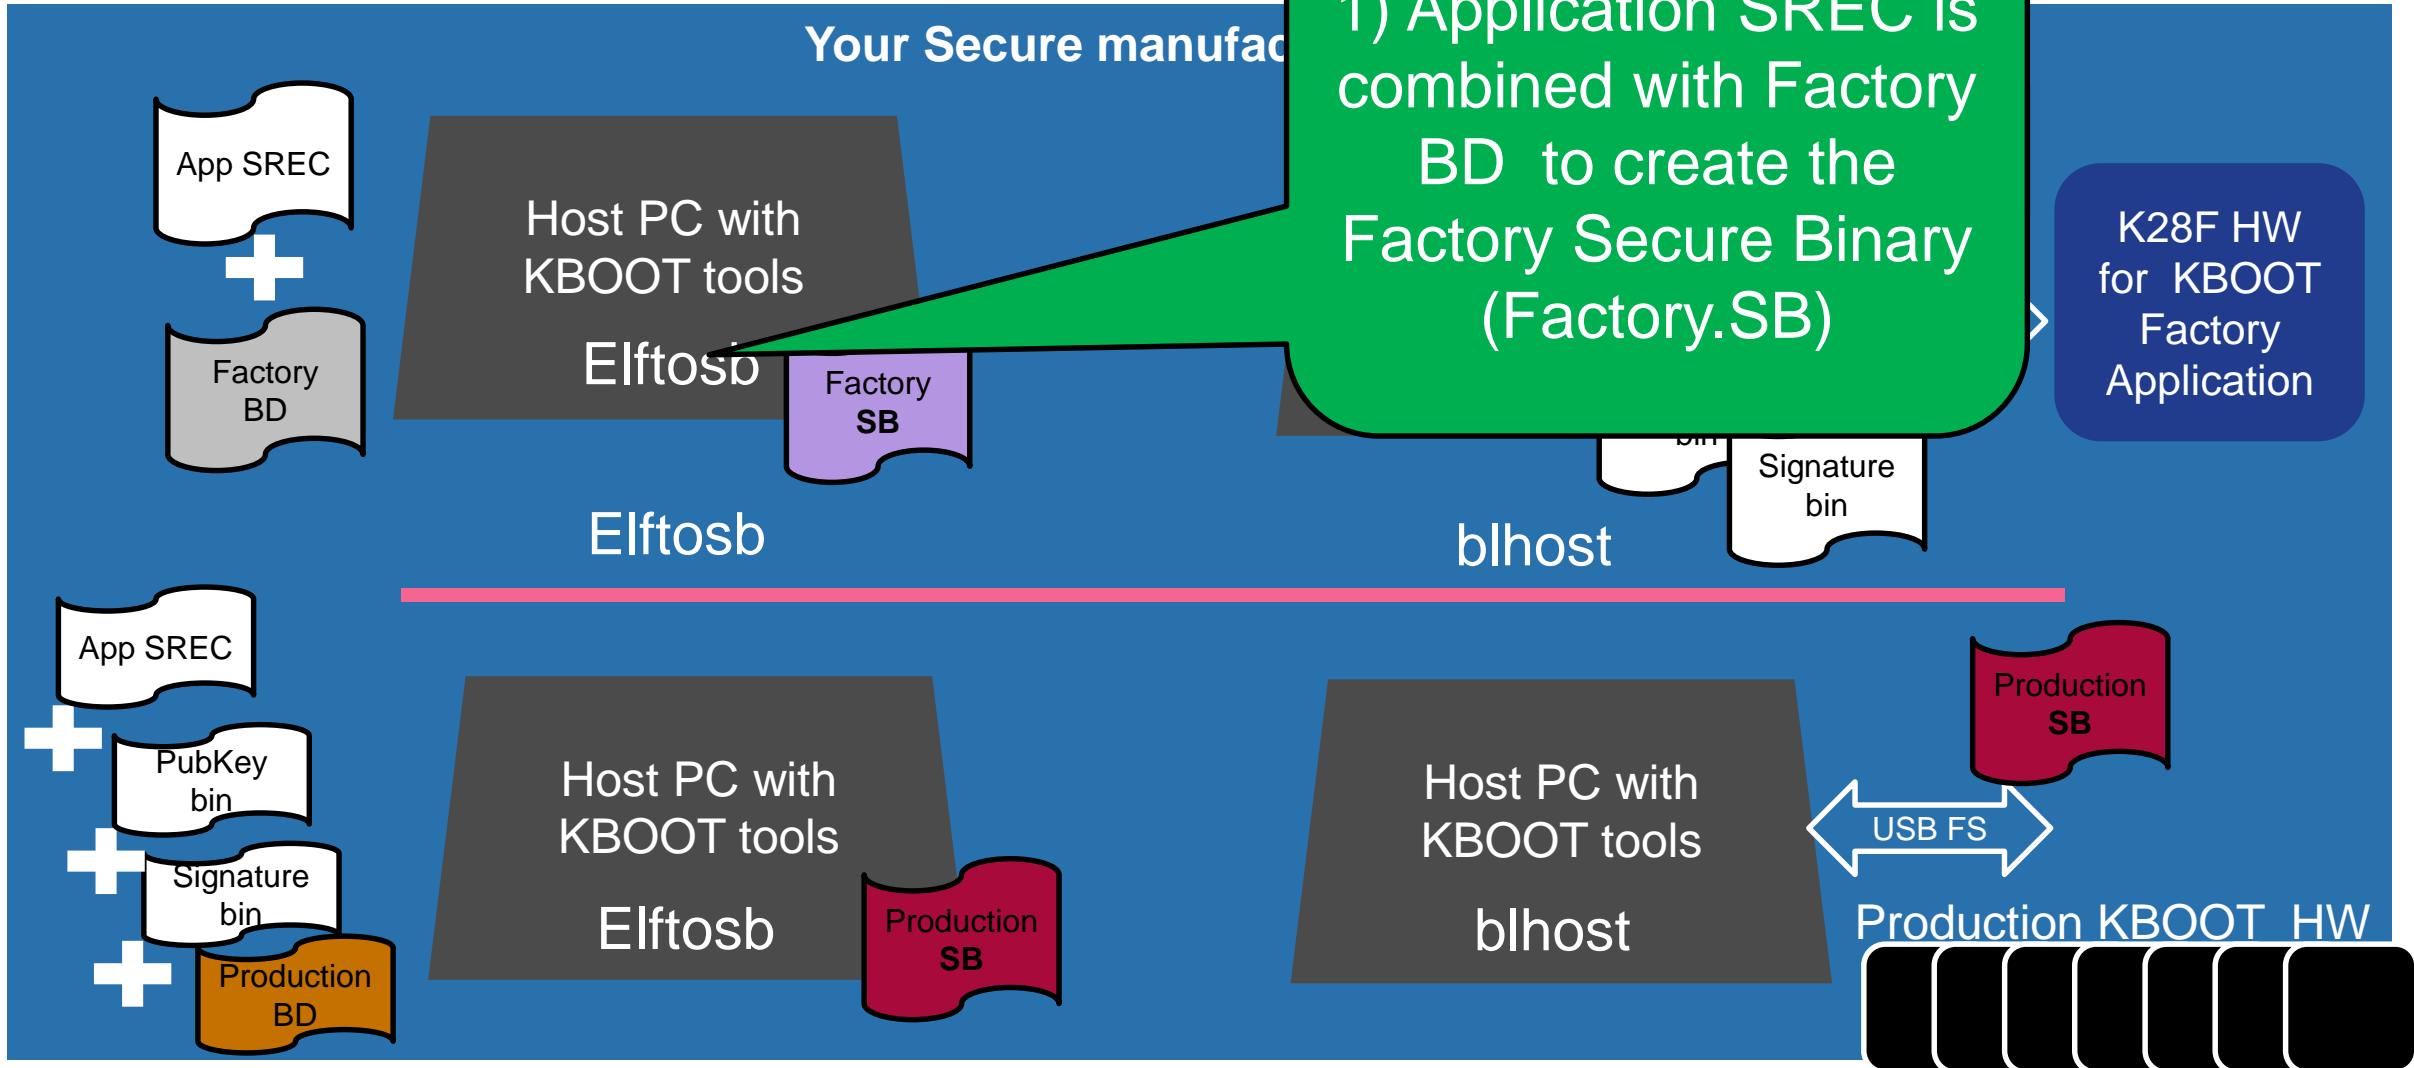 Your Secure manufac
1) Application SREC is
combined with Factory
BD to create the
Factory Secure Binary
(Factory.SB)
App SREC
Factory
BD
Host PC with
KBOOT tools
Elftosb
Factory
SB
K28F HW
for KBOOT
Factory
Application
bin
Signature
bin
Elftosb
blhost
App SREC
PubKey
bin
Signature
bin
Production
BD
Host PC with
KBOOT tools
Elftosb
Production
SB
Host PC with
KBOOT tools
blhost
Production
SB
USB FS
Production KBOOT HW